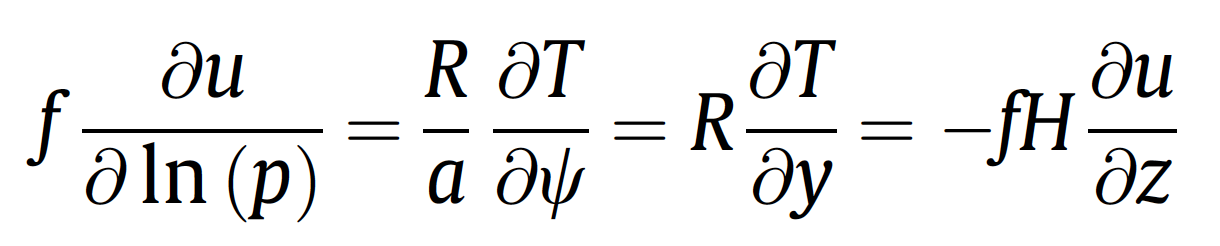 f ∂u/∂ ln (p) = R/a ∂T/∂ψ = R ∂T/∂y = −fH ∂u/∂z